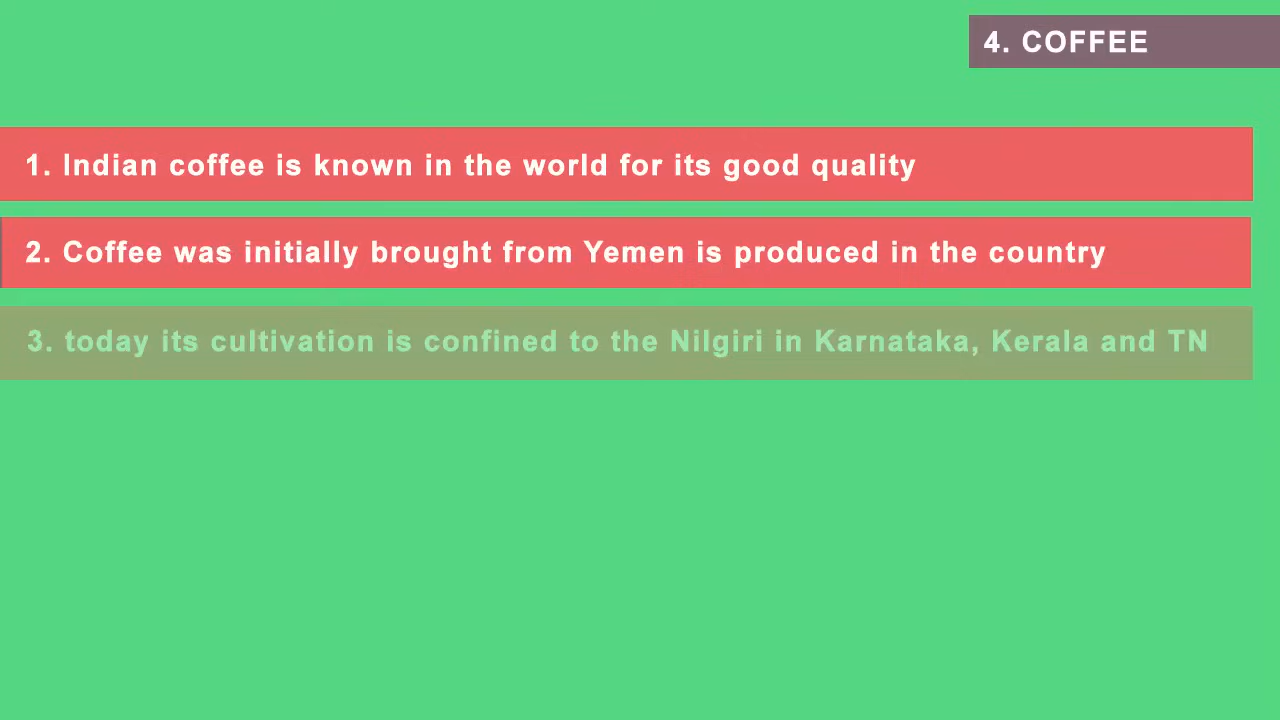 4. COFFEE
1. Indian coffee is known in the world for its good quality
2. Coffee was initially brought from Yemen is produced in the country
3. today its cultivation is confined to the Nilgiri in Karnataka, Kerala and TN